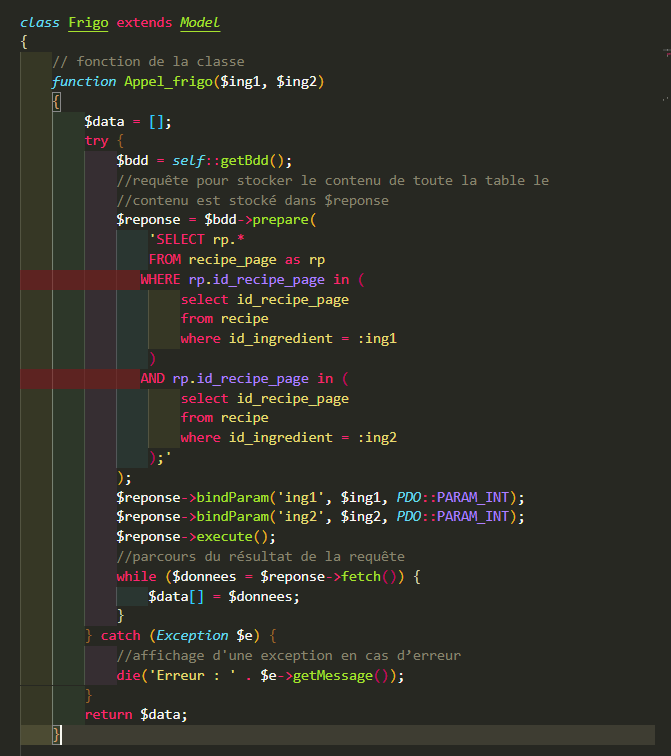 class Frigo extends Model
{
// fonction de la classe
function Appel_frigo($ing1, $ing2)
{
$data = [];
try {
$bdd = self::getBdd();
//requête pour stocker le contenu de toute la table le
//contenu est stocké dans $reponse
$reponse = $bdd->prepare(
'SELECT rp.*
FROM recipe_page as rp
WHERE rp.id_recipe_page in (
select id_recipe_page
from recipe
where id_ingredient = :ing1
)
AND rp.id_recipe_page in (
select id_recipe_page
from recipe
where id_ingredient = :ing2
);'
);
$reponse->bindParam('ing1', $ing1, PDO::PARAM_INT);
$reponse->bindParam('ing2', $ing2, PDO::PARAM_INT);
$reponse->execute();
//parcours du résultat de la requête
while ($donnees = $reponse->fetch()) {
$data[] = $donnees;
}
} catch (Exception $e) {
//affichage d'une exception en cas d’erreur
die('Erreur : ' . $e->getMessage());
}
return $data;
}